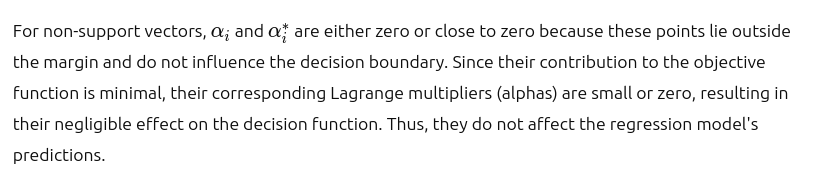 For non-support vectors, αᵢ and αᵢ* are either zero or close to zero because these points lie outside
the margin and do not influence the decision boundary. Since their contribution to the objective
function is minimal, their corresponding Lagrange multipliers (alphas) are small or zero, resulting in
their negligible effect on the decision function. Thus, they do not affect the regression model's
predictions.